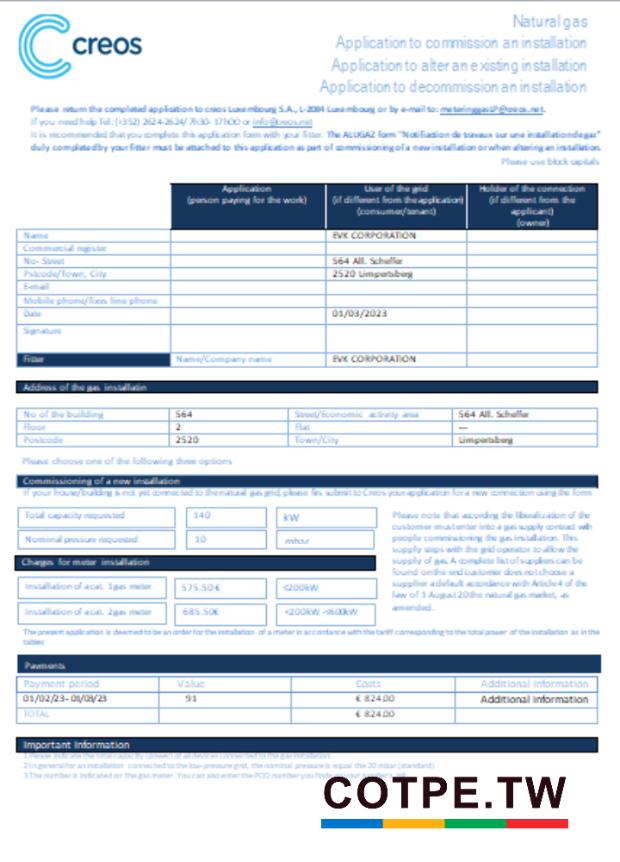 creos
Natural gas
Application to commission an installation
Application to alter an existing installation
Application to decommission an installation
Please return the completed application to creos Luxembourg S.A., L-2084 Luxembourg or by e-mail to: meteringgasLP@creos.net.
If you need help Tel: (+352) 2624-2624/ 7h30- 17h00 or info@creos.net
It is recommended that you complete this application form with your fitter. The ALUGAZ form "Notifiation de travaux sur une installation de gaz"
duly completed by your fitter must be attached to this application as part of commissioning of a new installation or when altering an installation.
Please use block capitals
Application
(person paying for the work)
User of the grid
(if different from the application)
(consumer/tenant)
Holder of the connection
(if different from the
applicant)
(owner)
Name EVK CORPORATION
Commercial register
No- Street 564 All. Scheffer
Pstcode/Town, City 2520 Limpertsberg
E-mail
Mobile phone/fixes line phone
Date 01/03/2023
Signature
Fitter Name/Company name EVK CORPORATION
Address of the gas installatin
No of the building 564 Street/Economic activity area 564 All. Scheffer
Floor 2 Flat —
Postcode 2520 Town/City Limpertsberg
Please choose one of the following three options
Commissioning of a new installation
If your house/building is not yet connected to the natural gas grid, please firs submit to Creos your application for a new connection using the form
Total capacity requested 140 kW
Nominal pressure requested 10 mbar
Please note that according the liberalization of the
customer must enter into a gas supply contract with
people commissioning the gas installation. This
supply steps with the grid operator to allow the
supply of gas. A complete list of suppliers can be
found on the end customer does not choose a
supplier a default accordance with Article 4 of the
law of 1 August 20 the natural gas market, as
amended.
Charges for meter installation
Installation of a cat. 1 gas meter 575.50€ <200kW
Installation of a cat. 2 gas meter 685.50€ <200kW <1600kW
The present application is deemed to be an order for the installation of a meter in accordance with the tariff corresponding to the total power of the installation as in the
tables
Payments
Payment period Value Costs Additional information
01/02/23- 01/03/23 91 € 824.00 Additional information
TOTAL € 824.00
Important Information
1 Please indicate the total capacity (power) of all devices connected to the gas installation.
2 In general for an installation connected to the low-pressure grid, the nominal pressure is equal the 20 mbar (standard)
3 The number is indicated on the gas meter. You can also enter the POD number you find on your
COTPE.TW